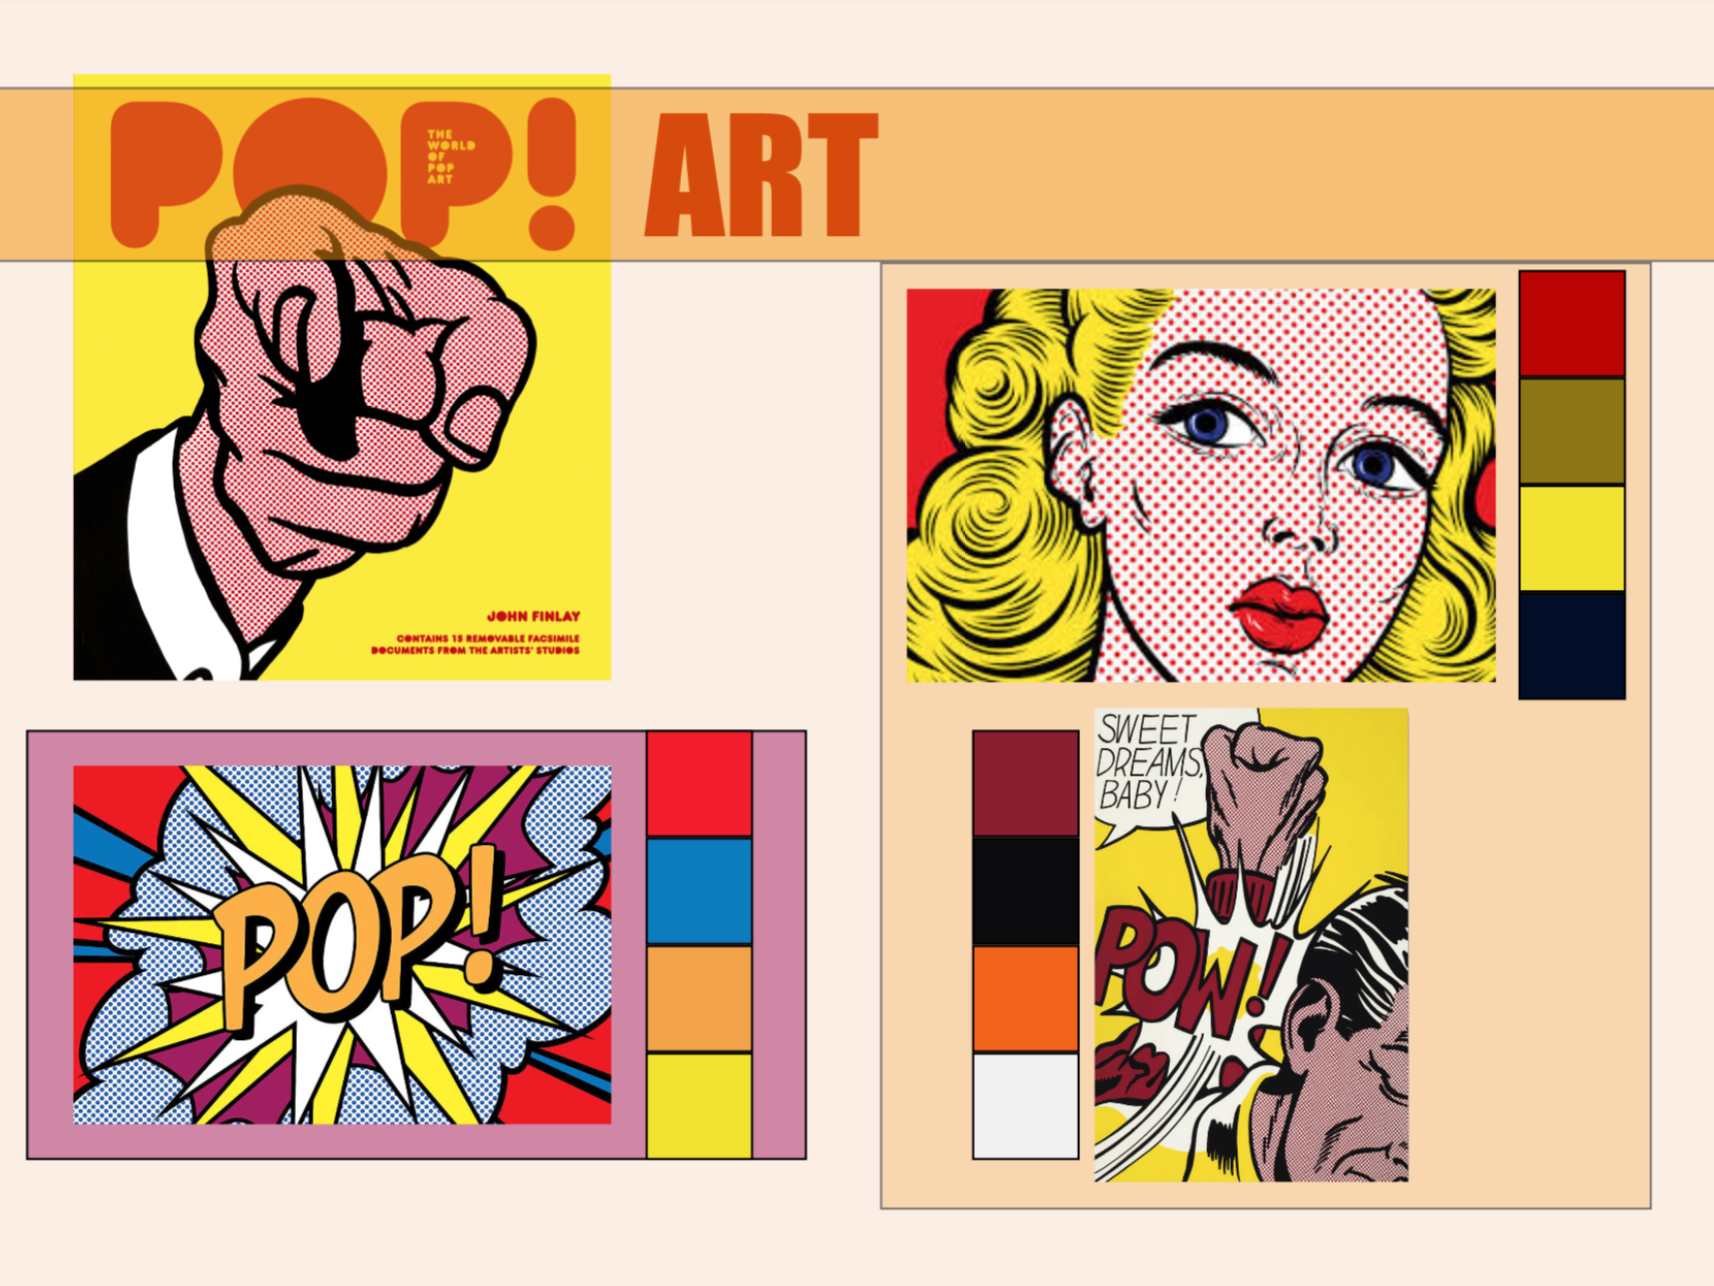 POP! ART
THE
WORLD
OF
POP
ART
JOHN FINLAY
CONTAINS 15 REMOVABLE FACSIMILE
DOCUMENTS FROM THE ARTISTS' STUDIOS
POP!
SWEET
DREAMS,
BABY!
POW!